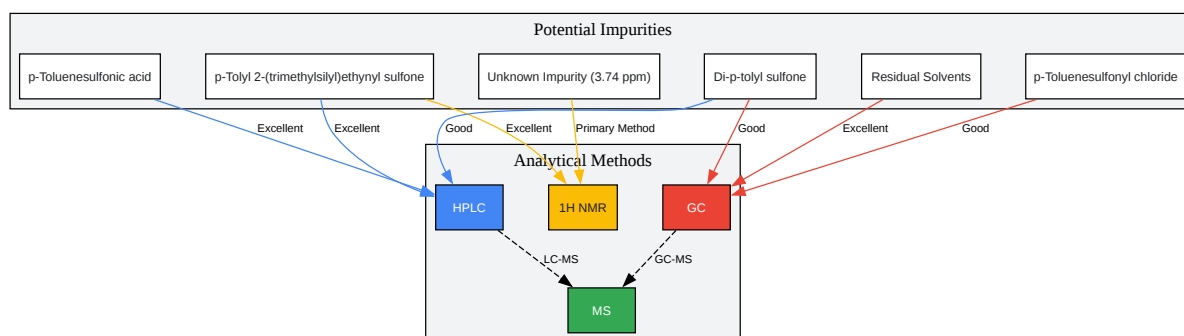 Potential Impurities
p-Toluenesulfonic acid
p-Tolyl 2-(trimethylsilyl)ethynyl sulfone
Unknown Impurity (3.74 ppm)
Di-p-tolyl sulfone
Residual Solvents
p-Toluenesulfonyl chloride
Excellent
Excellent
Good
Excellent
Primary Method
Good
Excellent
Good
Analytical Methods
HPLC
1H NMR
GC
LC-MS
GC-MS
MS